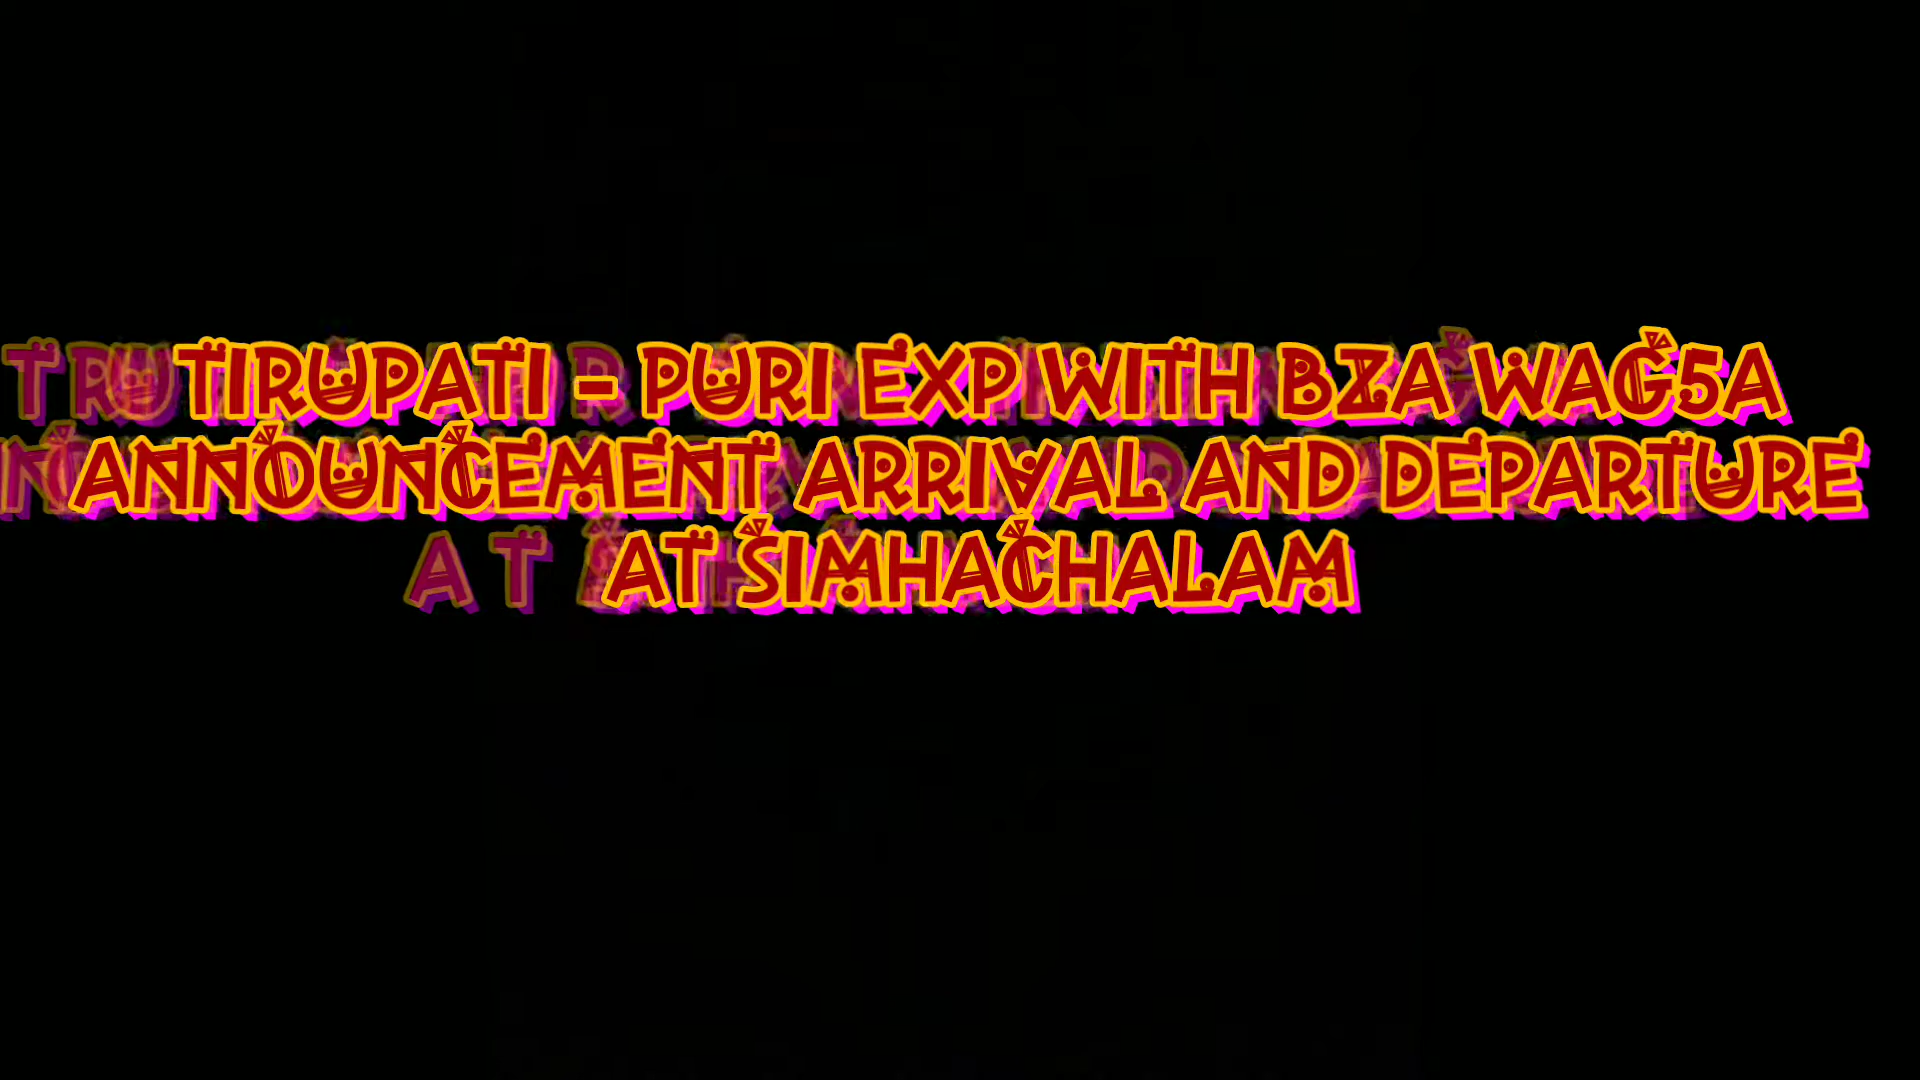 TIRUPATI - PURI EXP WITH BZA WAG5A
ANNOUNCEMENT ARRIVAL AND DEPARTURE
AT SIMHACHALAM